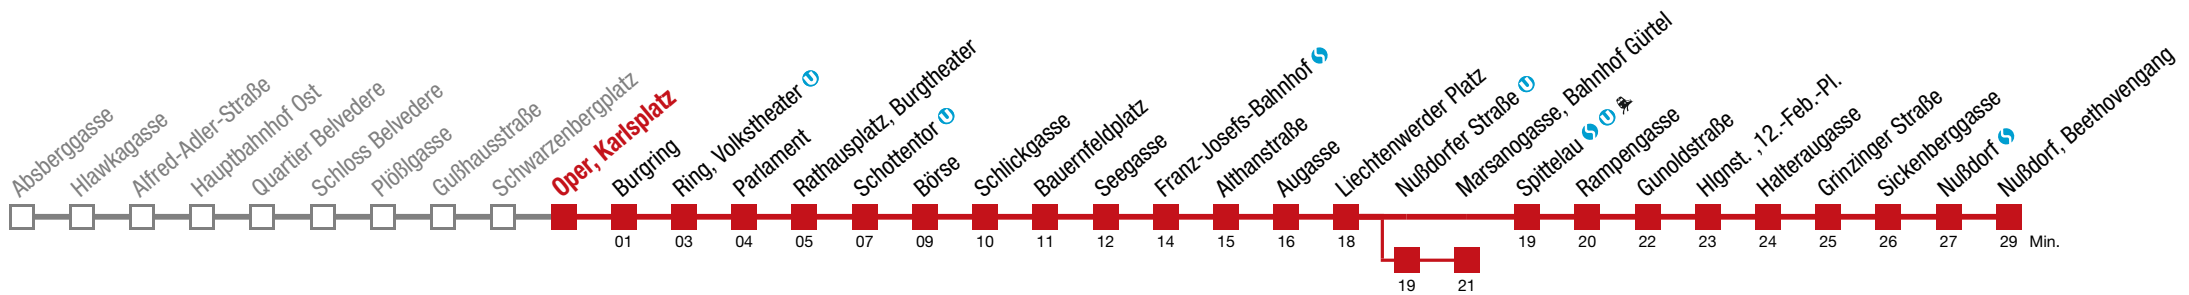 Absberggasse
Hlawkagasse
Alfred-Adler-Straße
Hauptbahnhof Ost
Quartier Belvedere
Schloss Belvedere
Plößlgasse
Gußhausstraße
Schwarzenbergplatz
Oper, Karlsplatz
Burgring
Ring, Volkstheater U
Parlament
Rathausplatz, Burgtheater
Schottentor U
Börse
Schlickgasse
Bauernfeldplatz
Seegasse
Franz-Josefs-Bahnhof S
Althanstraße
Augasse
Liechtenwerder Platz
Nußdorfer Straße U
Marsanogasse, Bahnhof Gürtel
Spittelau S U
Rampengasse
Gunoldstraße
Hlgnst. ,12.-Feb.-Pl.
Halteraugasse
Grinzinger Straße
Sickenberggasse
Nußdorf S
Nußdorf, Beethovengang
01 03 04 05 07 09 10 11 12 14 15 16 18 19 20 22 23 24 25 26 27 29 Min.
19 21